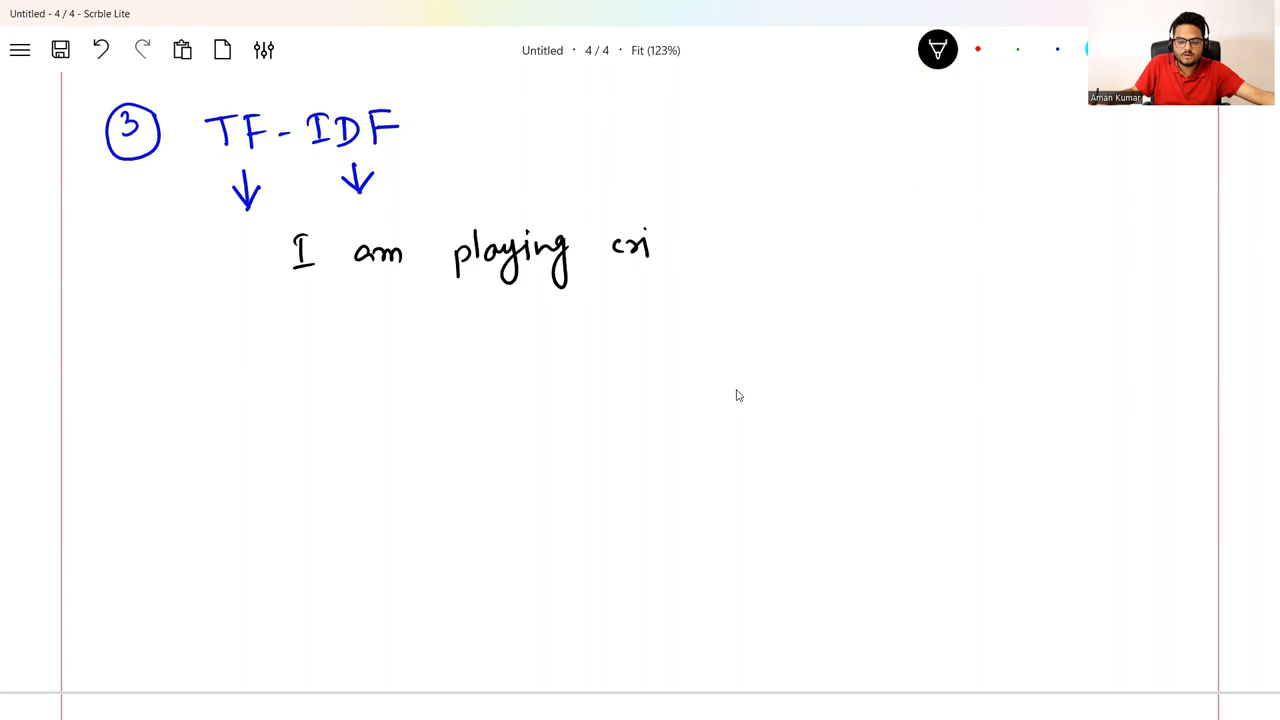 Untitled - 4 / 4 - Scrble Lite
Untitled · 4 / 4 · Fit (123%)
Aman Kumar
3 TF - IDF
I am playing cri